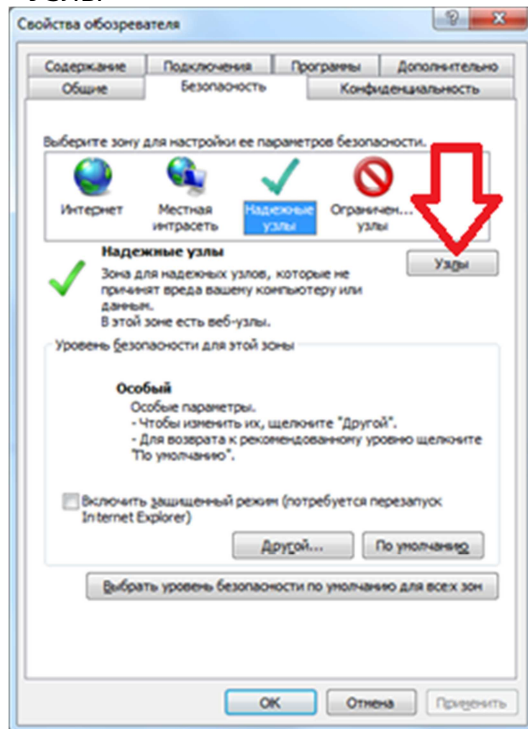 Свойства обозревателя
Содержание Подключения Программы Дополнительно
Общие Безопасность Конфиденциальность
Выберите зону для настройки ее параметров безопасности.
Интернет Местная интрасеть Надежные узлы Ограничен... узлы
Надежные узлы
Узлы
Зона для надежных узлов, которые не
причинят вреда вашему компьютеру или
данным.
В этой зоне есть веб-узлы.
Уровень безопасности для этой зоны
Особый
Особые параметры.
- Чтобы изменить их, щелкните "Другой".
- Для возврата к рекомендованному уровню щелкните
"По умолчанию".
Включить защищенный режим (потребуется перезапуск
Internet Explorer)
Другой... По умолчанию
Выбрать уровень безопасности по умолчанию для всех зон
ОК Отмена Применить